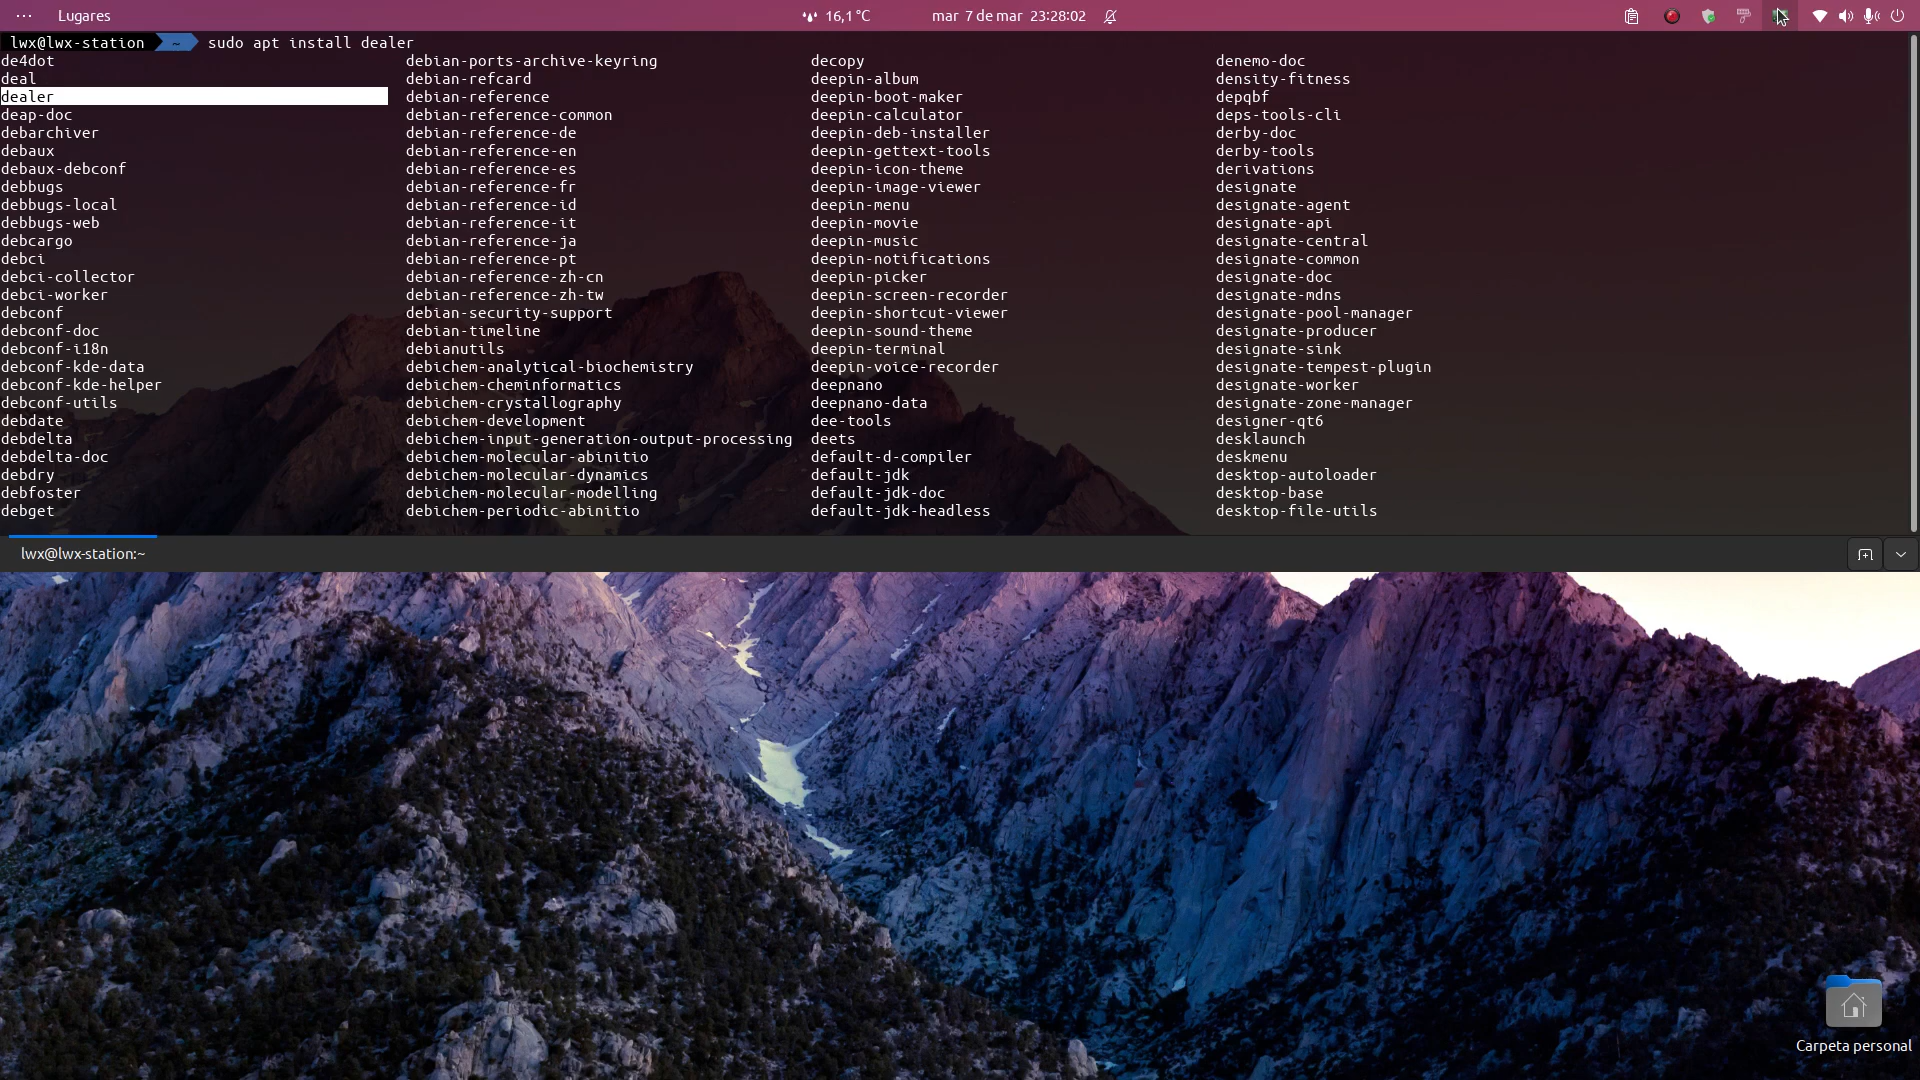 Lugares
16,1 °C
mar 7 de mar 23:28:02
lwx@lwx-station ~ sudo apt install dealer
de4dot debian-ports-archive-keyring decopy denemo-doc
deal debian-refcard deepin-album density-fitness
dealer debian-reference deepin-boot-maker depqbf
deap-doc debian-reference-common deepin-calculator deps-tools-cli
debarchiver debian-reference-de deepin-deb-installer derby-doc
debaux debian-reference-en deepin-gettext-tools derby-tools
debaux-debconf debian-reference-es deepin-icon-theme derivations
debbugs debian-reference-fr deepin-image-viewer designate
debbugs-local debian-reference-id deepin-menu designate-agent
debbugs-web debian-reference-it deepin-movie designate-api
debcargo debian-reference-ja deepin-music designate-central
debci debian-reference-pt deepin-notifications designate-common
debci-collector debian-reference-zh-cn deepin-picker designate-doc
debci-worker debian-reference-zh-tw deepin-screen-recorder designate-mdns
debconf debian-security-support deepin-shortcut-viewer designate-pool-manager
debconf-doc debian-timeline deepin-sound-theme designate-producer
debconf-i18n debianutils deepin-terminal designate-sink
debconf-kde-data debichem-analytical-biochemistry deepin-voice-recorder designate-tempest-plugin
debconf-kde-helper debichem-cheminformatics deepnano designate-worker
debconf-utils debichem-crystallography deepnano-data designate-zone-manager
debdate debichem-development dee-tools designer-qt6
debdelta debichem-input-generation-output-processing deets desklaunch
debdelta-doc debichem-molecular-abinitio default-d-compiler deskmenu
debdry debichem-molecular-dynamics default-jdk desktop-autoloader
debfoster debichem-molecular-modelling default-jdk-doc desktop-base
debget debichem-periodic-abinitio default-jdk-headless desktop-file-utils
lwx@lwx-station:~
Carpeta personal